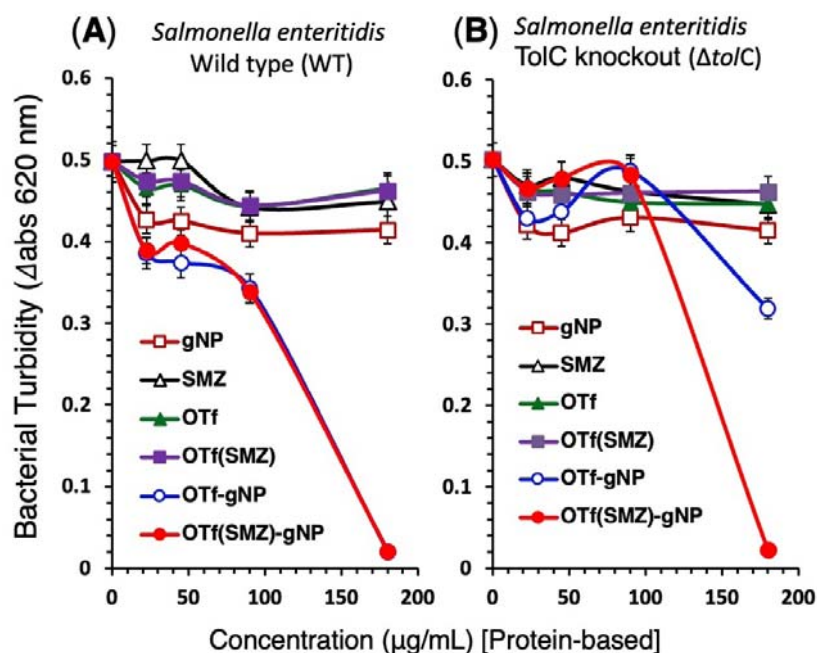 (A) Salmonella enteritidis
Wild type (WT)
(B) Salmonella enteritidis
TolC knockout (ΔtolC)
Bacterial Turbidity (Δabs 620 nm)
0.6
0.5
0.4
0.3
0.2
0.1
0
gNP
SMZ
OTf
OTf(SMZ)
OTf-gNP
OTf(SMZ)-gNP
0 50 100 150 200
0.6
0.5
0.4
0.3
0.2
0.1
0
gNP
SMZ
OTf
OTf(SMZ)
OTf-gNP
OTf(SMZ)-gNP
0 50 100 150 200
Concentration (µg/mL) [Protein-based]